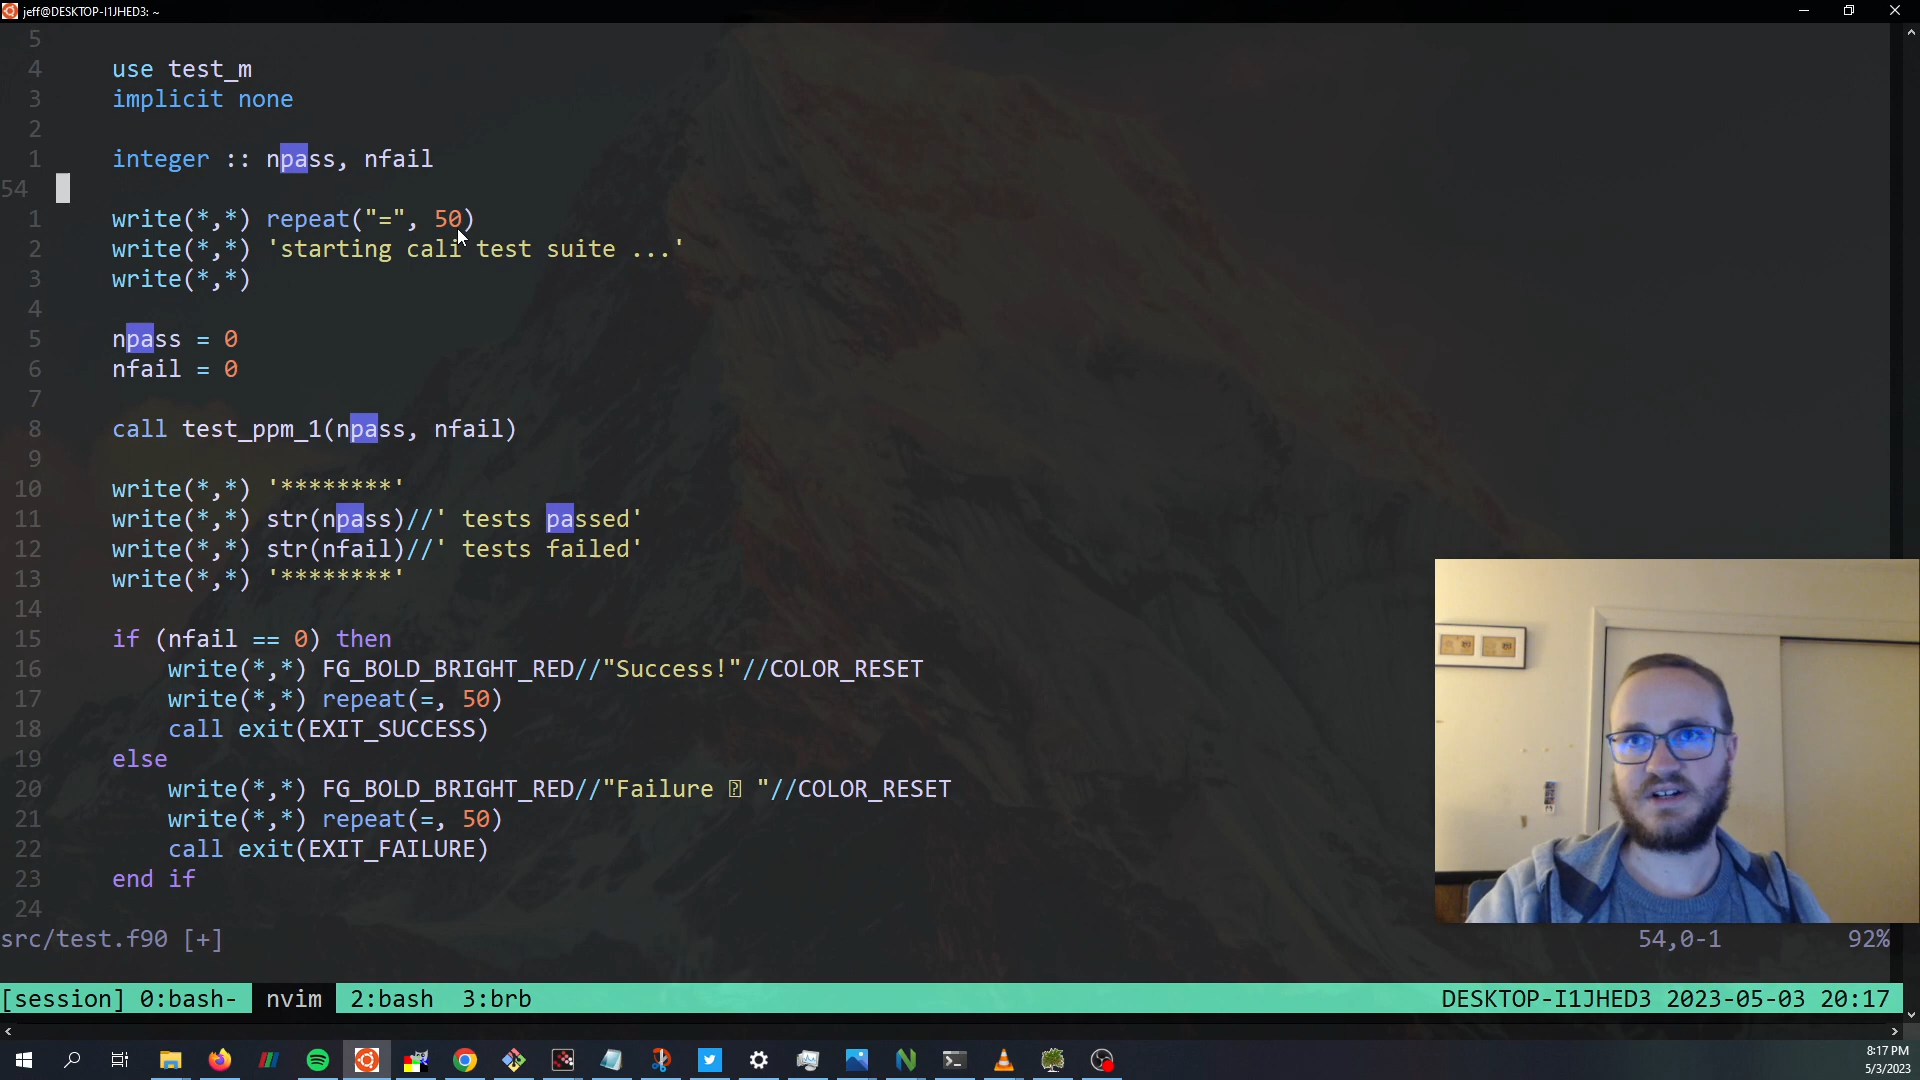 jeff@DESKTOP-I1JHED3: ~
5
4 use test_m
3 implicit none
2
1 integer :: npass, nfail
54
1 write(*,*) repeat("=", 50)
2 write(*,*) 'starting cali test suite ...'
3 write(*,*)
4
5 npass = 0
6 nfail = 0
7
8 call test_ppm_1(npass, nfail)
9
10 write(*,*) '********'
11 write(*,*) str(npass)//' tests passed'
12 write(*,*) str(nfail)//' tests failed'
13 write(*,*) '********'
14
15 if (nfail == 0) then
16 write(*,*) FG_BOLD_BRIGHT_RED//"Success!"//COLOR_RESET
17 write(*,*) repeat(=, 50)
18 call exit(EXIT_SUCCESS)
19 else
20 write(*,*) FG_BOLD_BRIGHT_RED//"Failure "//COLOR_RESET
21 write(*,*) repeat(=, 50)
22 call exit(EXIT_FAILURE)
23 end if
24
src/test.f90 [+] 54,0-1 92%
[session] 0:bash- nvim 2:bash 3:brb DESKTOP-I1JHED3 2023-05-03 20:17
8:17 PM
5/3/2023